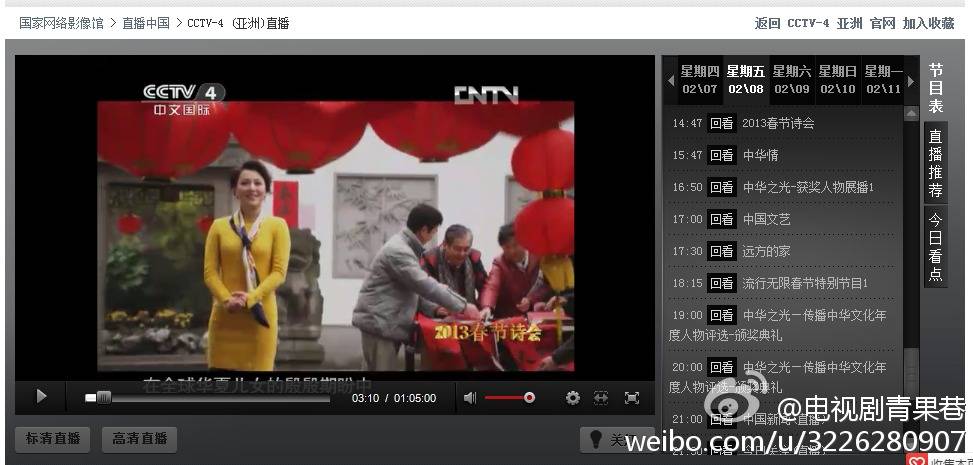 国家网络影像馆 > 直播中国 > CCTV-4 (亚洲)直播
返回 CCTV-4 亚洲 官网 加入收藏
CCTV 4
中文国际
CNTV
2013春节诗会
在全球华夏儿女的殷殷期盼中
03:10 / 01:05:00
标清直播
高清直播
星期四 星期五 星期六 星期日 星期一
02\07 02\08 02\09 02\10 02\11
14:47 回看 2013春节诗会
15:47 回看 中华情
16:50 回看 中华之光-获奖人物展播1
17:00 回看 中国文艺
17:30 回看 远方的家
18:15 回看 流行无限春节特别节目1
19:00 回看 中华之光－传播中华文化年
度人物评选-颁奖典礼
20:00 回看 中华之光－传播中华文化年
度人物评选-颁奖典礼
21:00 回看 中国新闻(直播)
21:30
节目表
直播推荐
今日看点
@电视剧青果巷
weibo.com/u/3226280907